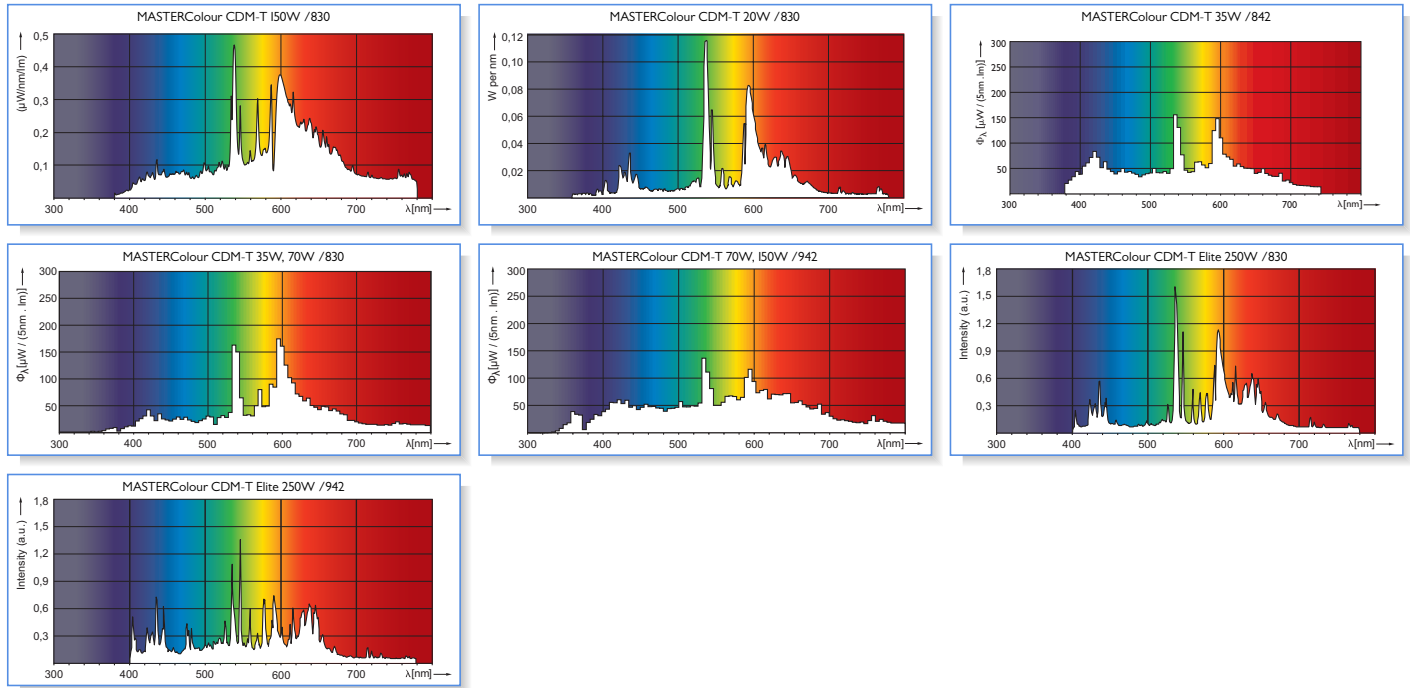 MASTERColour CDM-T 150W /830
(µW/nm/lm)
0,5
0,4
0,3
0,2
0,1
300 400 500 600 700 λ[nm]
MASTERColour CDM-T 20W /830
W per nm
0,12
0,10
0,08
0,06
0,04
0,02
300 400 500 600 700 λ[nm]
MASTERColour CDM-T 35W /842
Φλ [µW / (5nm . lm)]
300
250
200
150
100
50
300 400 500 600 700 λ[nm]
MASTERColour CDM-T 35W, 70W /830
Φλ[µW / (5nm . lm)]
300
250
200
150
100
50
300 400 500 600 700 λ[nm]
MASTERColour CDM-T 70W, 150W /942
Φλ[µW / (5nm . lm)]
300
250
200
150
100
50
300 400 500 600 700 λ[nm]
MASTERColour CDM-T Elite 250W /830
Intensity (a.u.)
1,8
1,5
1,2
0,9
0,6
0,3
300 400 500 600 700 λ[nm]
MASTERColour CDM-T Elite 250W /942
Intensity (a.u.)
1,8
1,5
1,2
0,9
0,6
0,3
300 400 500 600 700 λ[nm]